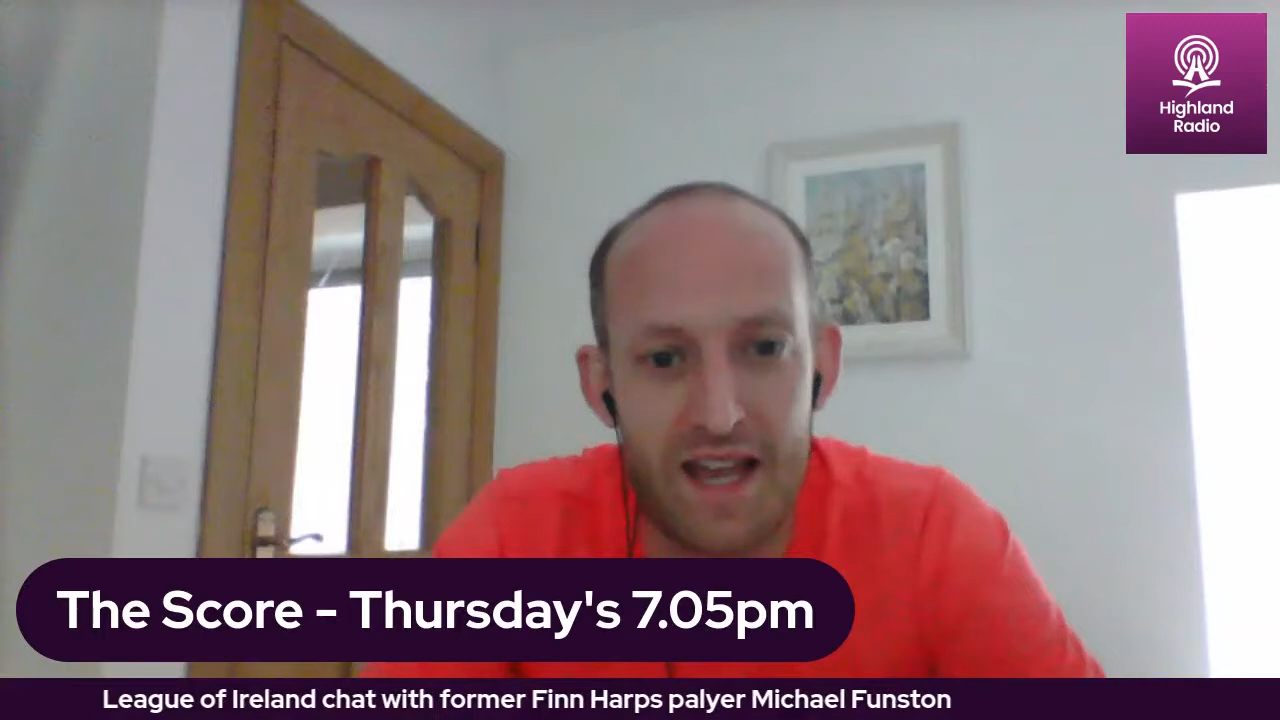 Highland
Radio
The Score - Thursday's 7.05pm
League of Ireland chat with former Finn Harps palyer Michael Funston